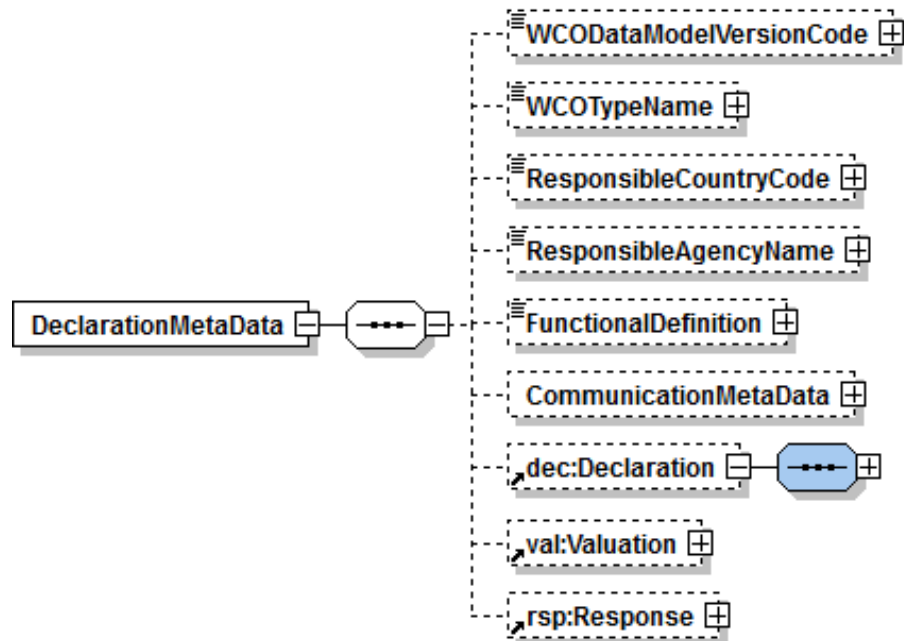 WCODataModelVersionCode
WCOTypeName
ResponsibleCountryCode
ResponsibleAgencyName
DeclarationMetaData
FunctionalDefinition
CommunicationMetaData
dec:Declaration
val:Valuation
rsp:Response